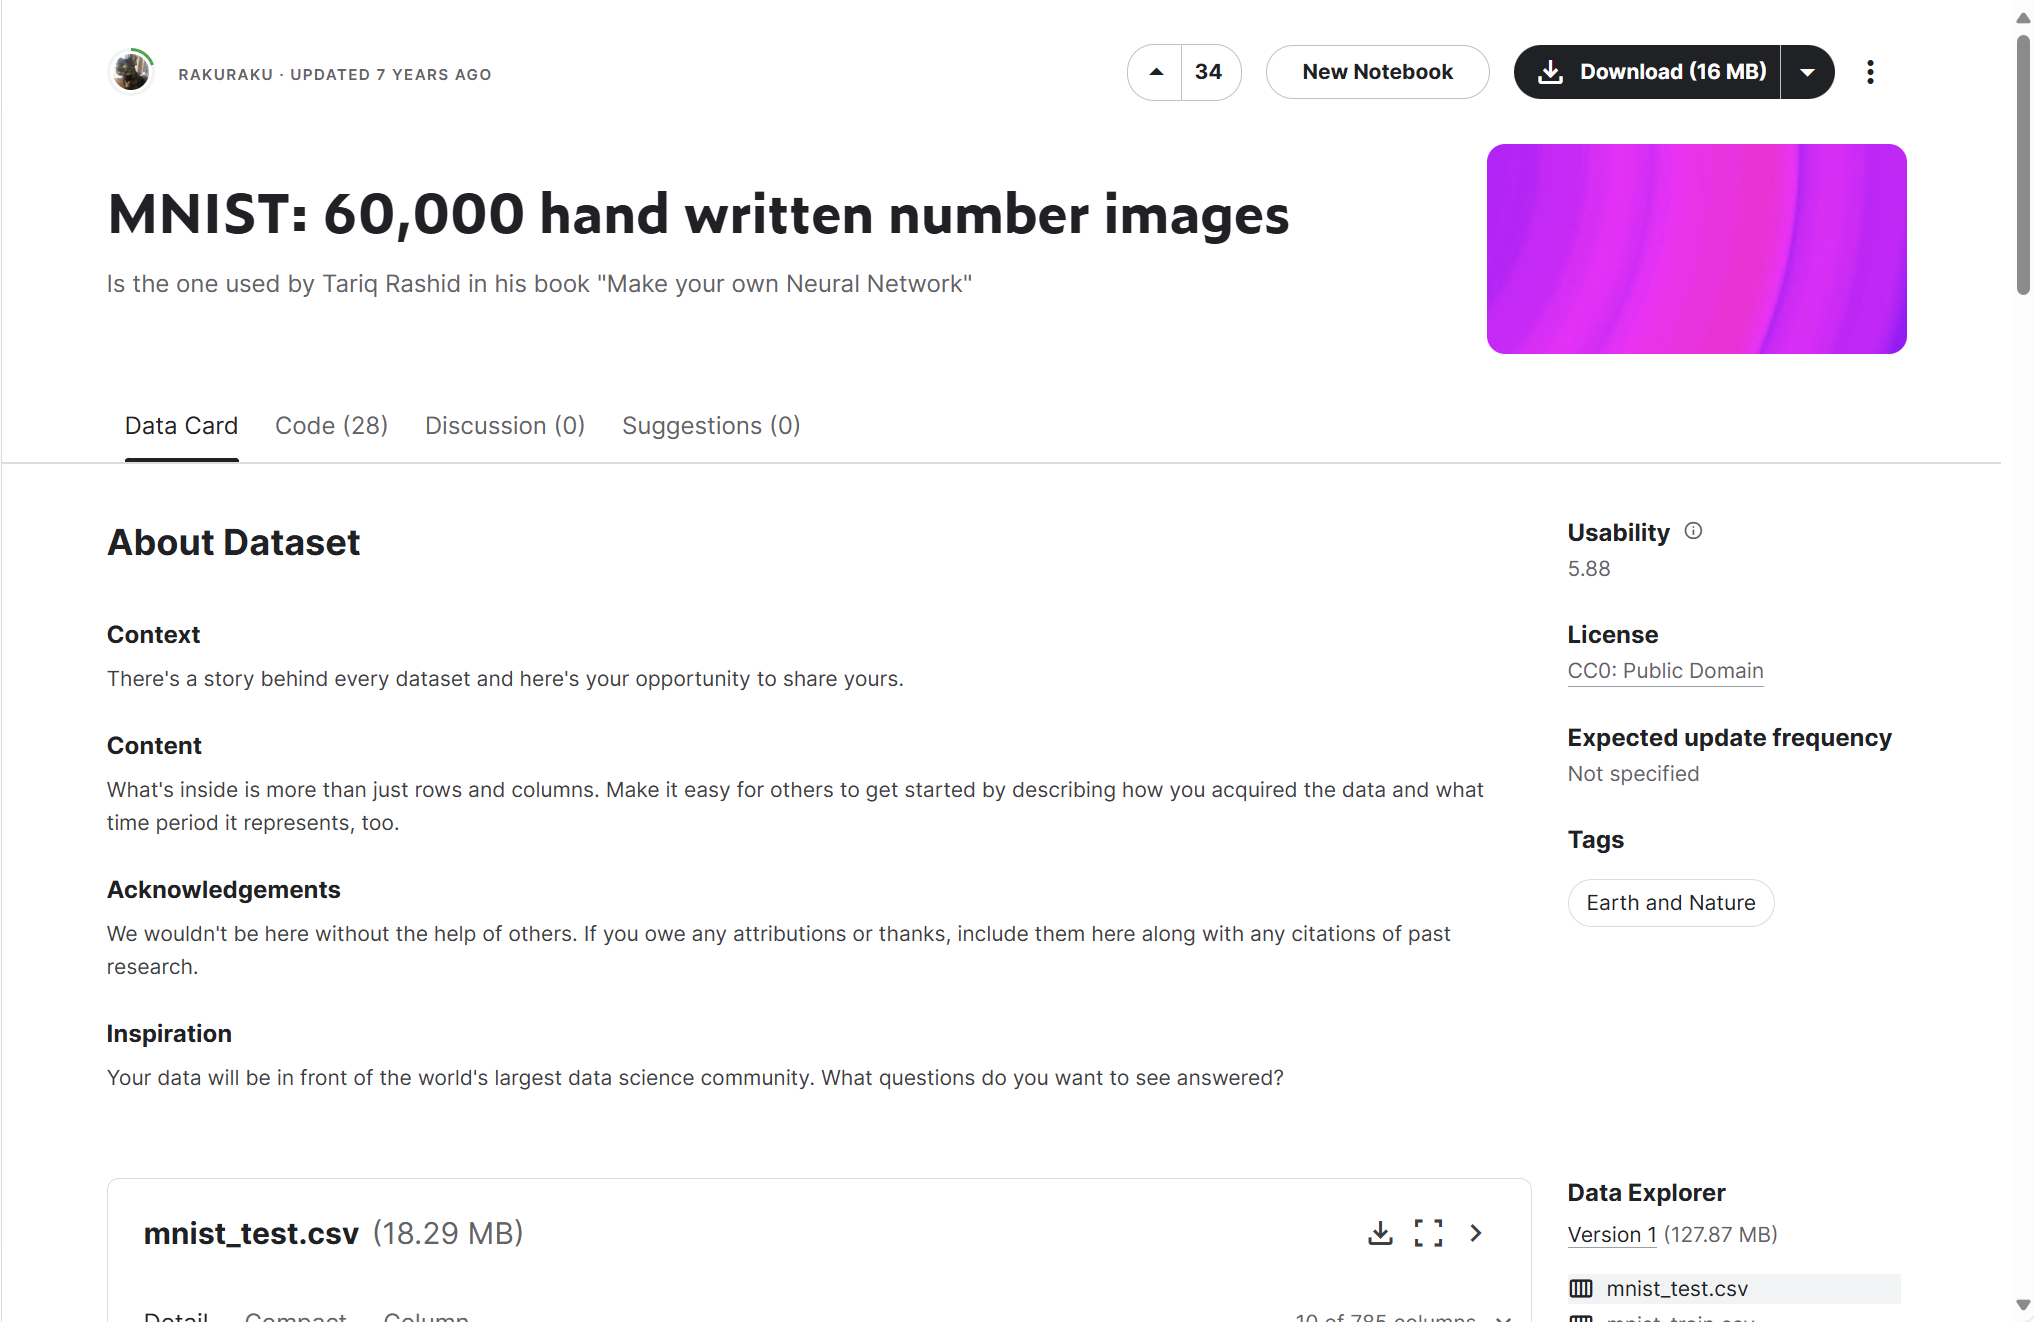 RAKURAKU · UPDATED 7 YEARS AGO
34
New Notebook
Download (16 MB)
MNIST: 60,000 hand written number images
Is the one used by Tariq Rashid in his book "Make your own Neural Network"
Data Card
Code (28)
Discussion (0)
Suggestions (0)
About Dataset
Context
There's a story behind every dataset and here's your opportunity to share yours.
Content
What's inside is more than just rows and columns. Make it easy for others to get started by describing how you acquired the data and what
time period it represents, too.
Acknowledgements
We wouldn't be here without the help of others. If you owe any attributions or thanks, include them here along with any citations of past
research.
Inspiration
Your data will be in front of the world's largest data science community. What questions do you want to see answered?
Usability
5.88
License
CC0: Public Domain
Expected update frequency
Not specified
Tags
Earth and Nature
mnist_test.csv (18.29 MB)
Detail Compact Column
10 of 785 columns
Data Explorer
Version 1 (127.87 MB)
mnist_test.csv
mnist_train.csv